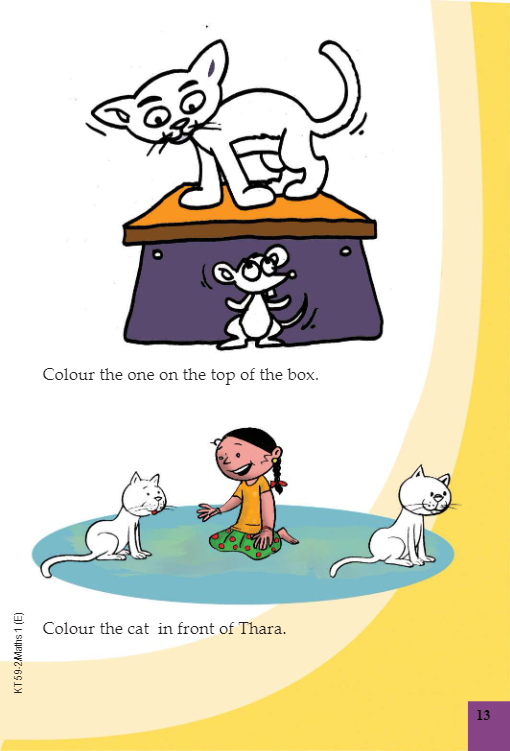 Colour the one on the top of the box.
Colour the cat in front of Thara.
KT-59-2/Maths 1 (E)
13